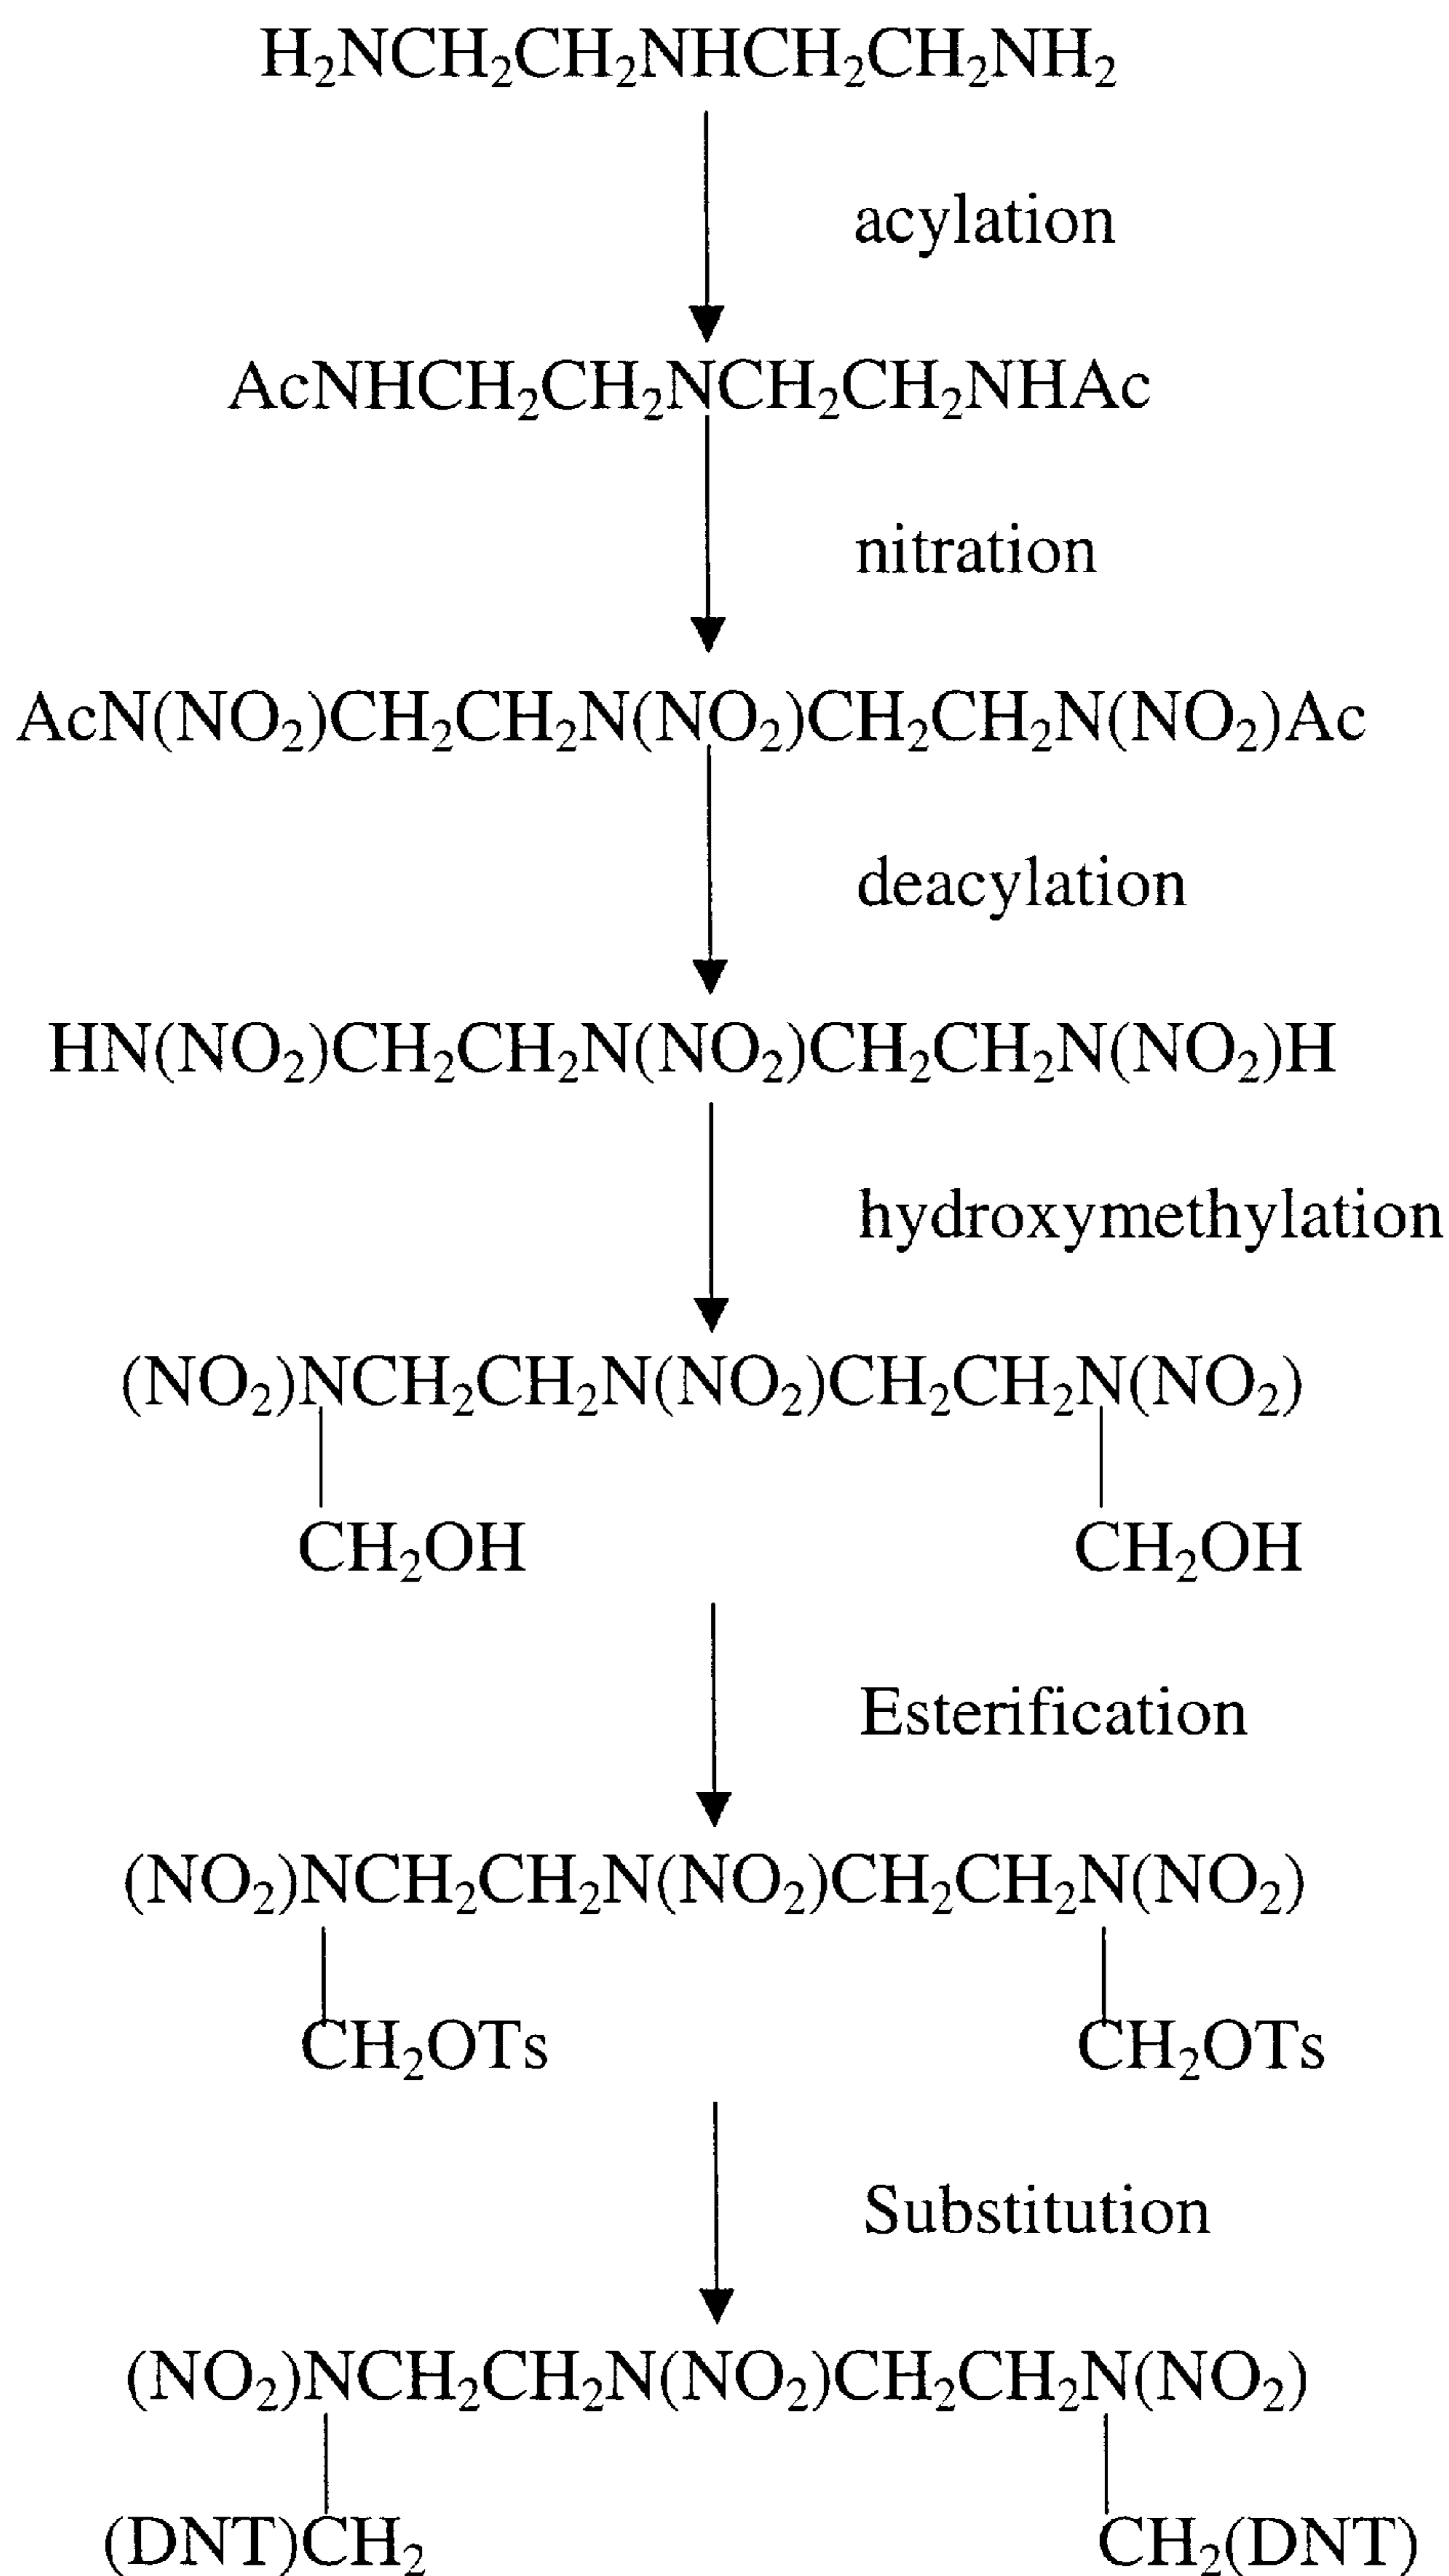 H₂NCH₂CH₂NHCH₂CH₂NH₂
acylation
AcNHCH₂CH₂NCH₂CH₂NHAc
nitration
AcN(NO₂)CH₂CH₂N(NO₂)CH₂CH₂N(NO₂)Ac
deacylation
HN(NO₂)CH₂CH₂N(NO₂)CH₂CH₂N(NO₂)H
hydroxymethylation
(NO₂)NCH₂CH₂N(NO₂)CH₂CH₂N(NO₂)
CH₂OH CH₂OH
Esterification
(NO₂)NCH₂CH₂N(NO₂)CH₂CH₂N(NO₂)
CH₂OTs CH₂OTs
Substitution
(NO₂)NCH₂CH₂N(NO₂)CH₂CH₂N(NO₂)
(DNT)CH₂ CH₂(DNT)